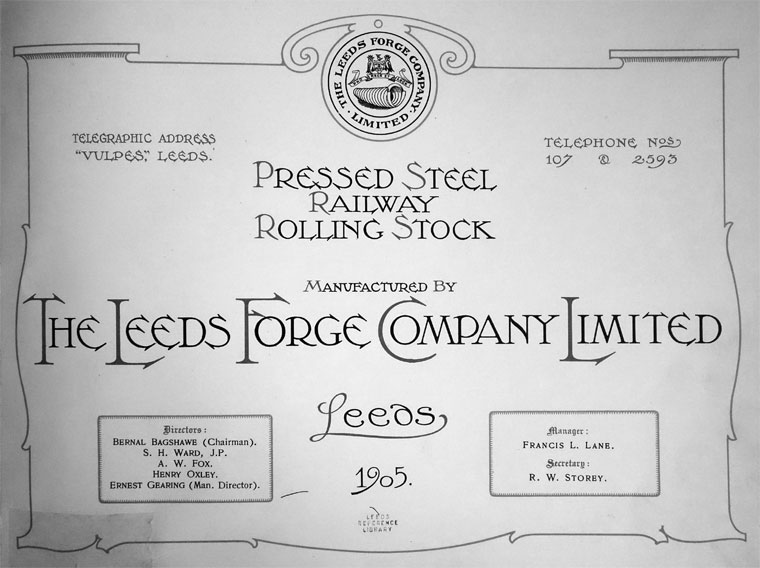 THE LEEDS FORGE COMPANY
LIMITED
TELEGRAPHIC ADDRESS
"VULPES," LEEDS.
TELEPHONE NOS
107 & 2593
PRESSED STEEL
RAILWAY
ROLLING STOCK
MANUFACTURED BY
THE LEEDS FORGE COMPANY LIMITED
Leeds
1905.
Directors:
BERNAL BAGSHAWE (Chairman).
S. H. WARD, J.P.
A. W. FOX.
HENRY OXLEY.
ERNEST GEARING (Man. Director).
Manager:
FRANCIS L. LANE.
Secretary:
R. W. STOREY.
LEEDS
REFERENCE
LIBRARY